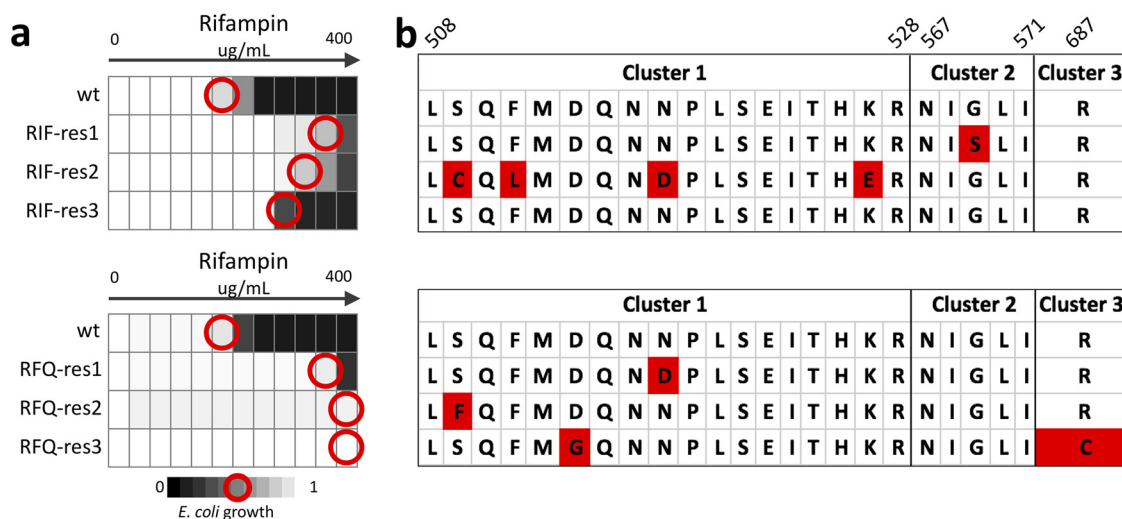 a
Rifampin
0 ug/mL 400
wt
RIF-res1
RIF-res2
RIF-res3
Rifampin
0 ug/mL 400
wt
RFQ-res1
RFQ-res2
RFQ-res3
0 1
E. coli growth
b
508 528 567 571 687
Cluster 1 Cluster 2 Cluster 3
L S Q F M D Q N N P L S E I T H K R N I G L I R
L S Q F M D Q N N P L S E I T H K R N I S L I R
L C Q L M D Q N D P L S E I T H E R N I G L I R
L S Q F M D Q N N P L S E I T H K R N I G L I R
Cluster 1 Cluster 2 Cluster 3
L S Q F M D Q N N P L S E I T H K R N I G L I R
L S Q F M D Q N D P L S E I T H K R N I G L I R
L F Q F M D Q N N P L S E I T H K R N I G L I R
L S Q F M G Q N N P L S E I T H K R N I G L I C